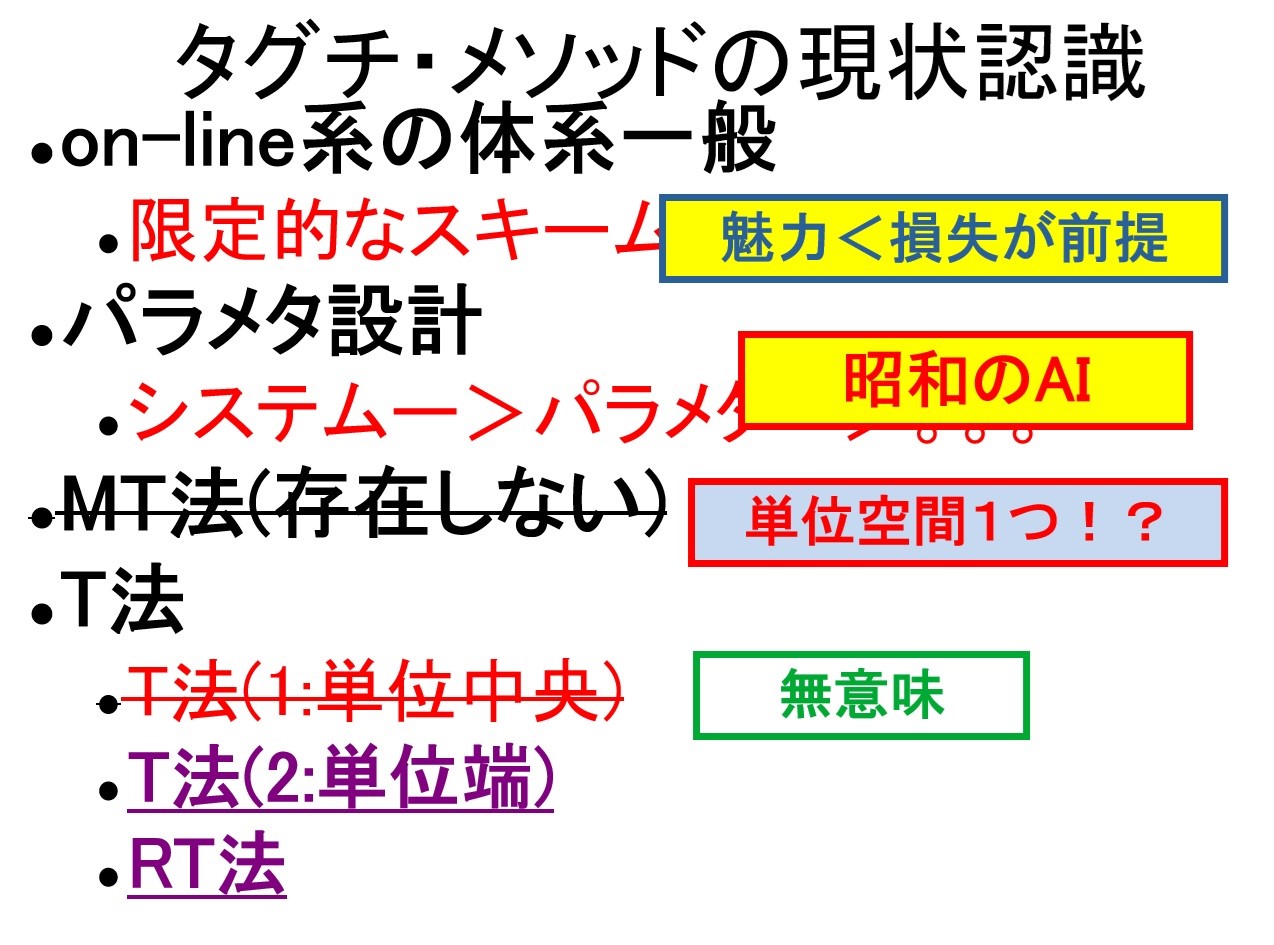 タグチ・メソッドの現状認識
●on-line系の体系一般
●限定的なスキーム
魅力＜損失が前提
●パラメタ設計
昭和のAI
●システムー＞パラメタ＞！。。。
●MT法(存在しない)
単位空間1つ！？
●T法
●T法(1:単位中央)
無意味
●T法(2:単位端)
●RT法